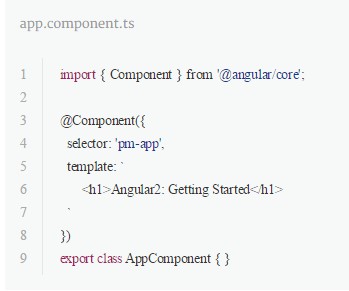 app.component.ts
1 import { Component } from '@angular/core';
2
3 @Component({
4 selector: 'pm-app',
5 template: `
6 <h1>Angular2: Getting Started</h1>
7 `
8 })
9 export class AppComponent { }